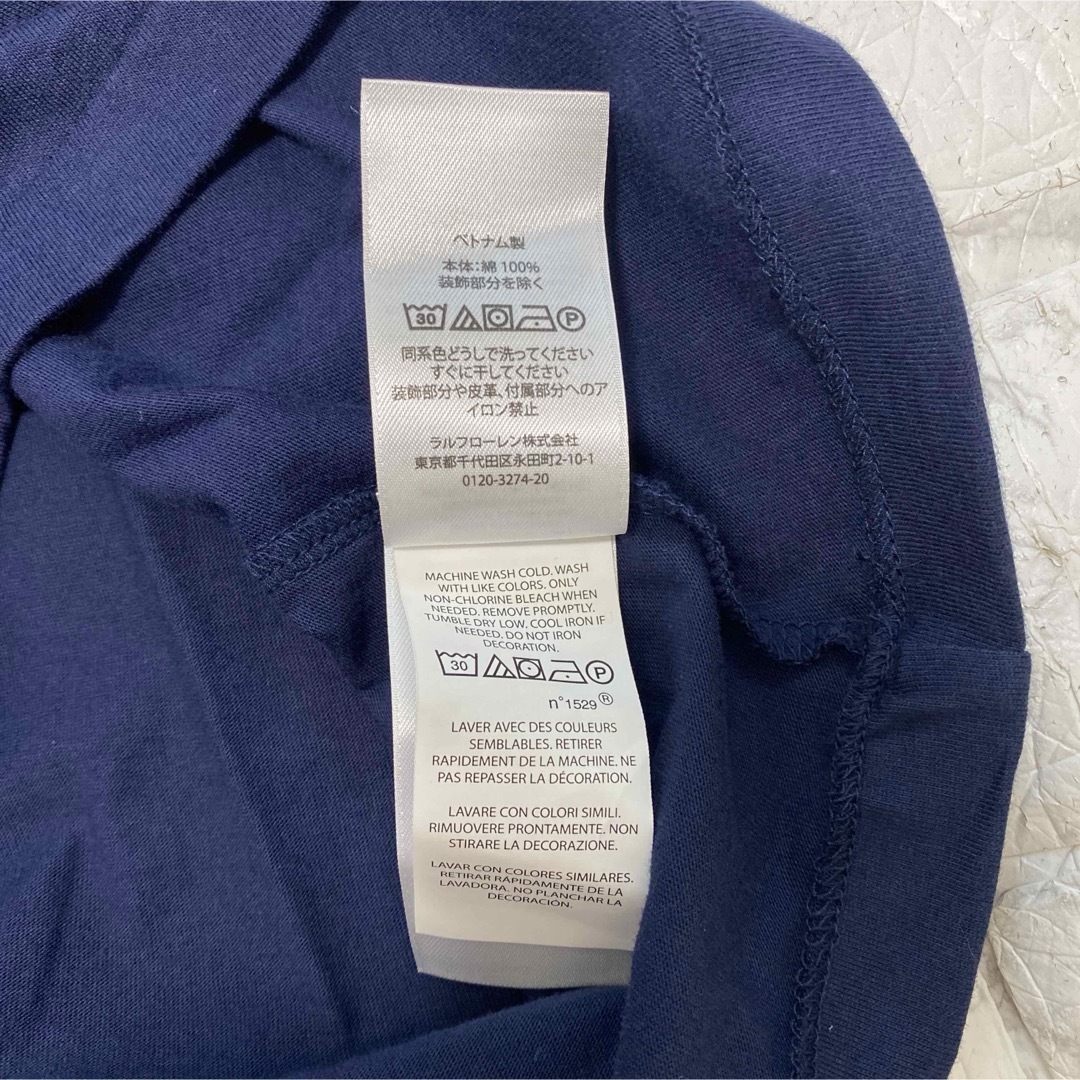 ベトナム製
本体：綿 100%
装飾部分を除く
30 P
同系色どうしで洗ってください
すぐに干してください
装飾部分や皮革、付属部分へのア
イロン禁止
ラルフローレン株式会社
東京都千代田区永田町2-10-1
0120-3274-20
MACHINE WASH COLD, WASH
WITH LIKE COLORS. ONLY
NON-CHLORINE BLEACH WHEN
NEEDED. REMOVE PROMPTLY.
TUMBLE DRY LOW. COOL IRON IF
NEEDED. DO NOT IRON
DECORATION.
30 P
n°1529®
LAVER AVEC DES COULEURS
SEMBLABLES. RETIRER
RAPIDEMENT DE LA MACHINE. NE
PAS REPASSER LA DÉCORATION.
LAVARE CON COLORI SIMILI.
RIMUOVERE PRONTAMENTE. NON
STIRARE LA DECORAZIONE.
LAVAR CON COLORES SIMILARES.
RETIRAR RÁPIDAMENTE DE LA
LAVADORA. NO PLANCHAR LA
DECORACIÓN.